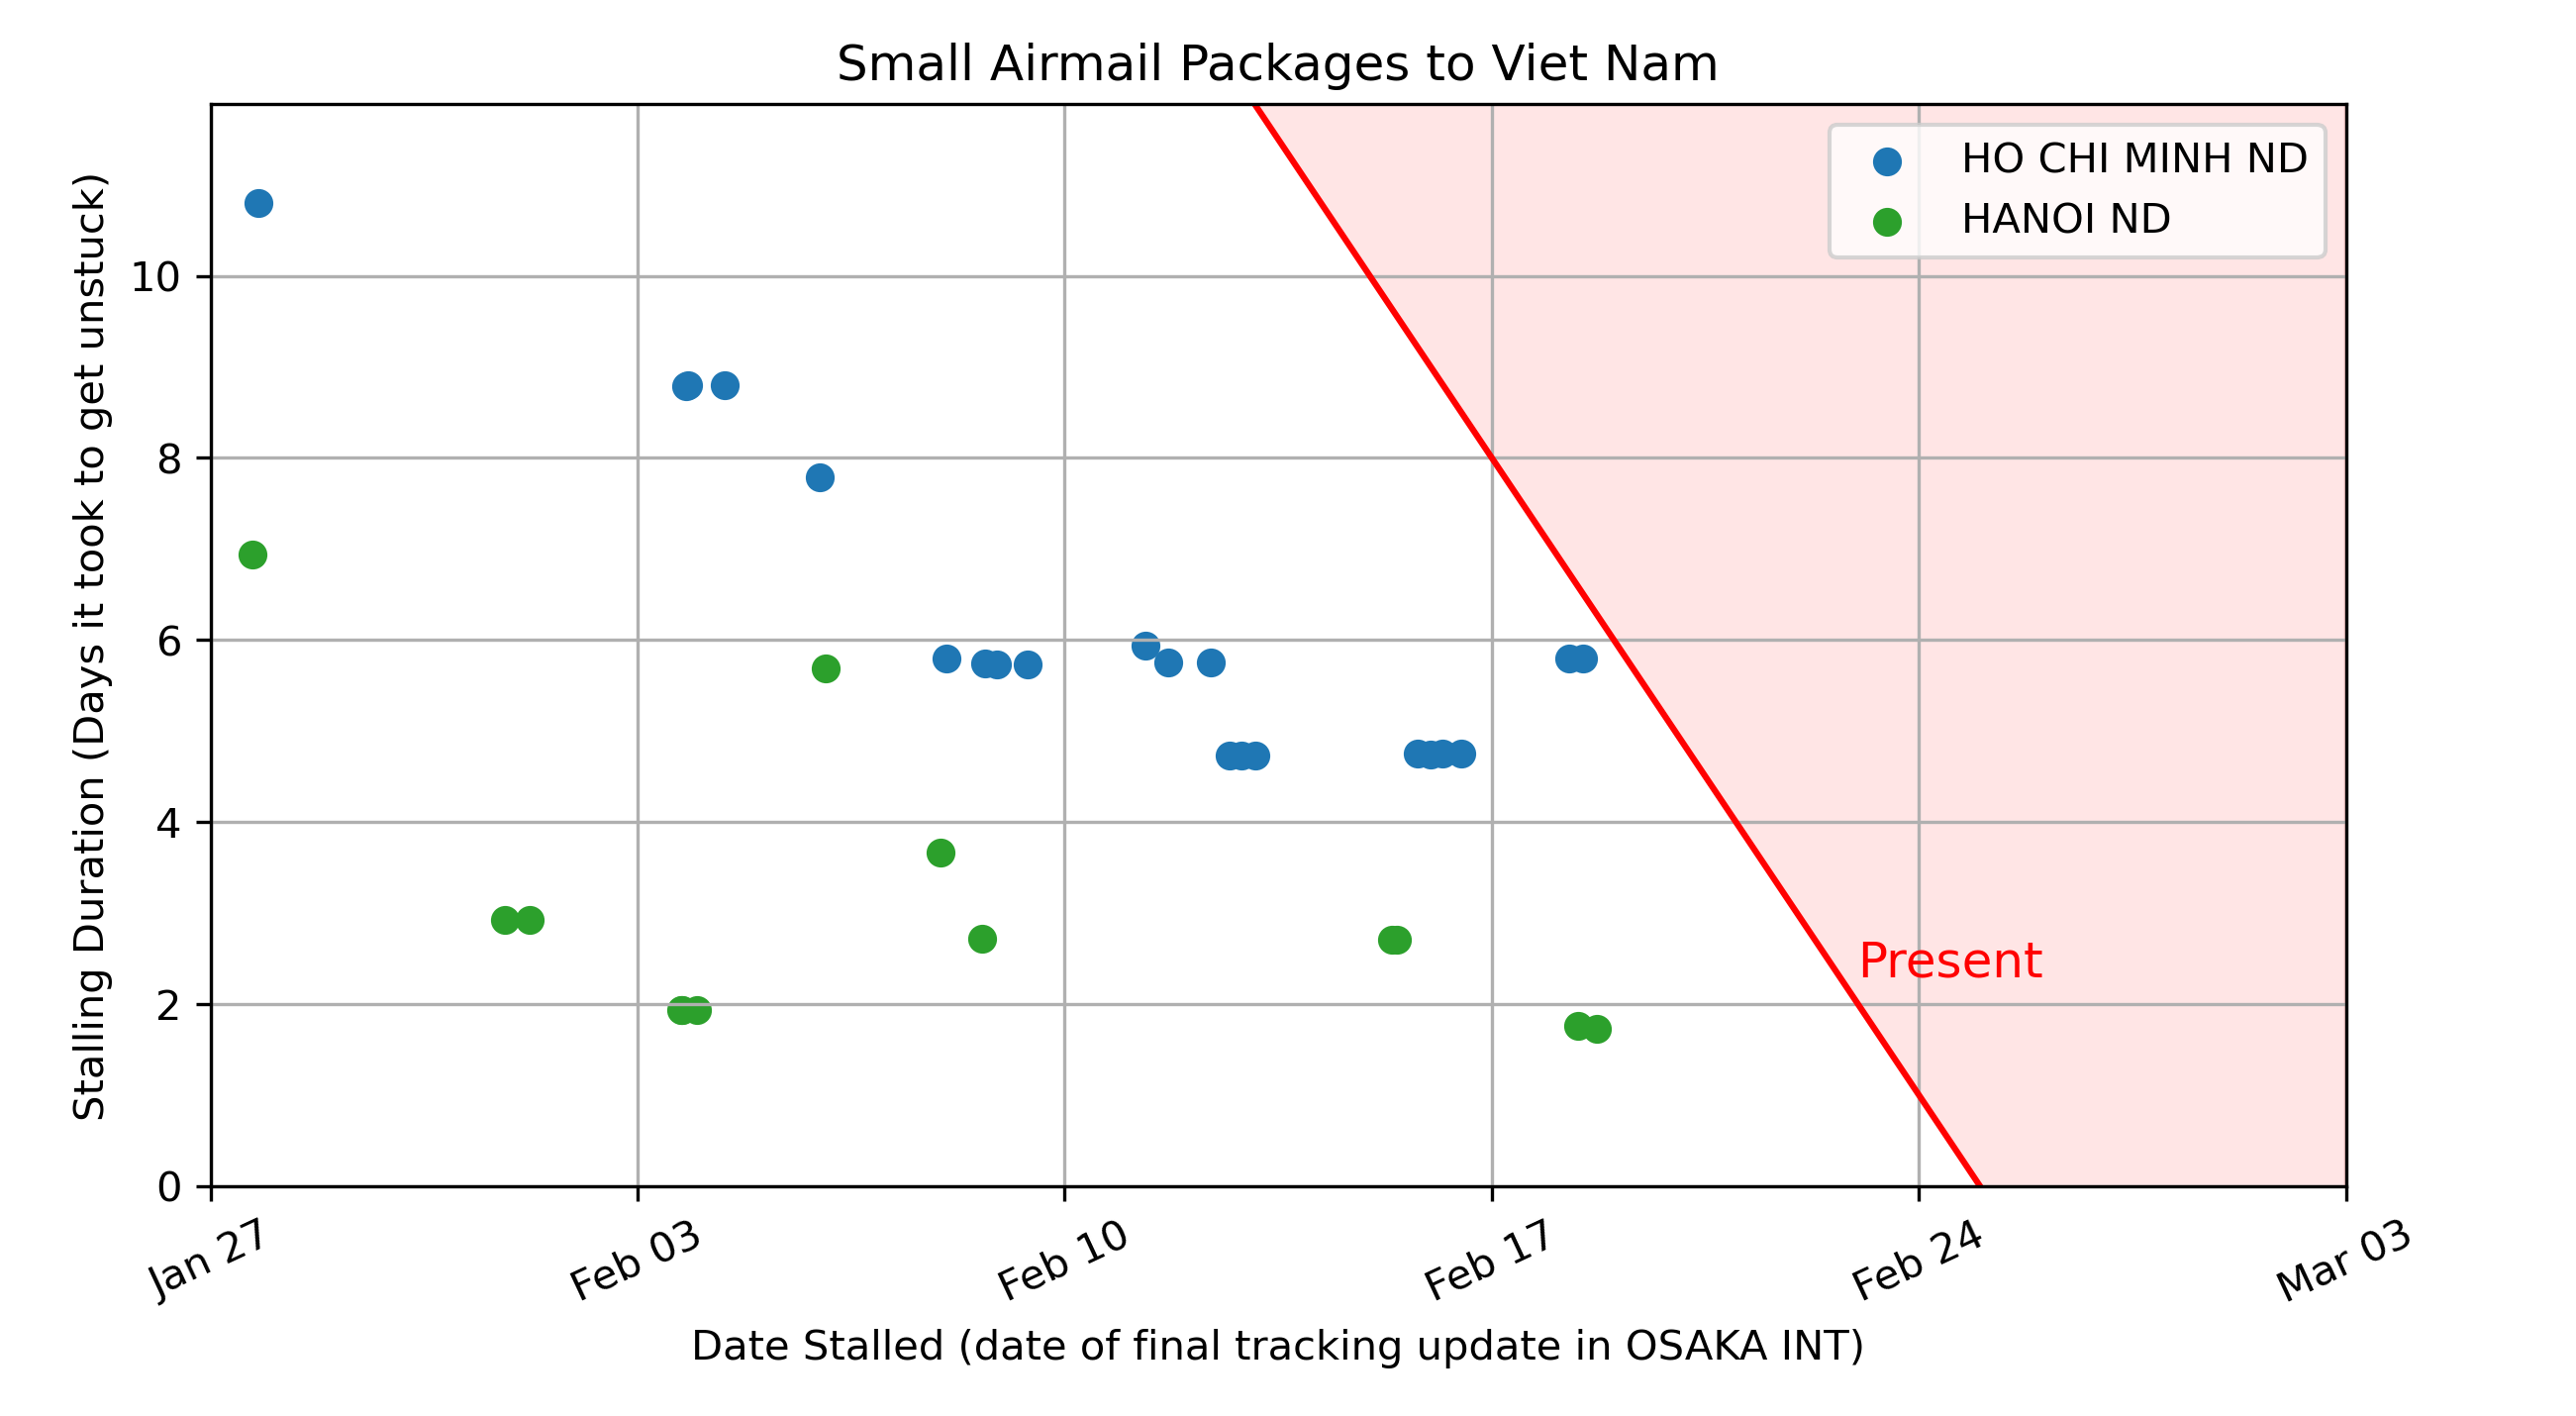 Small Airmail Packages to Viet Nam
HO CHI MINH ND
HANOI ND
Stalling Duration (Days it took to get unstuck)
10
8
6
4
2
0
Present
Jan 27
Feb 03
Feb 10
Feb 17
Feb 24
Mar 03
Date Stalled (date of final tracking update in OSAKA INT)